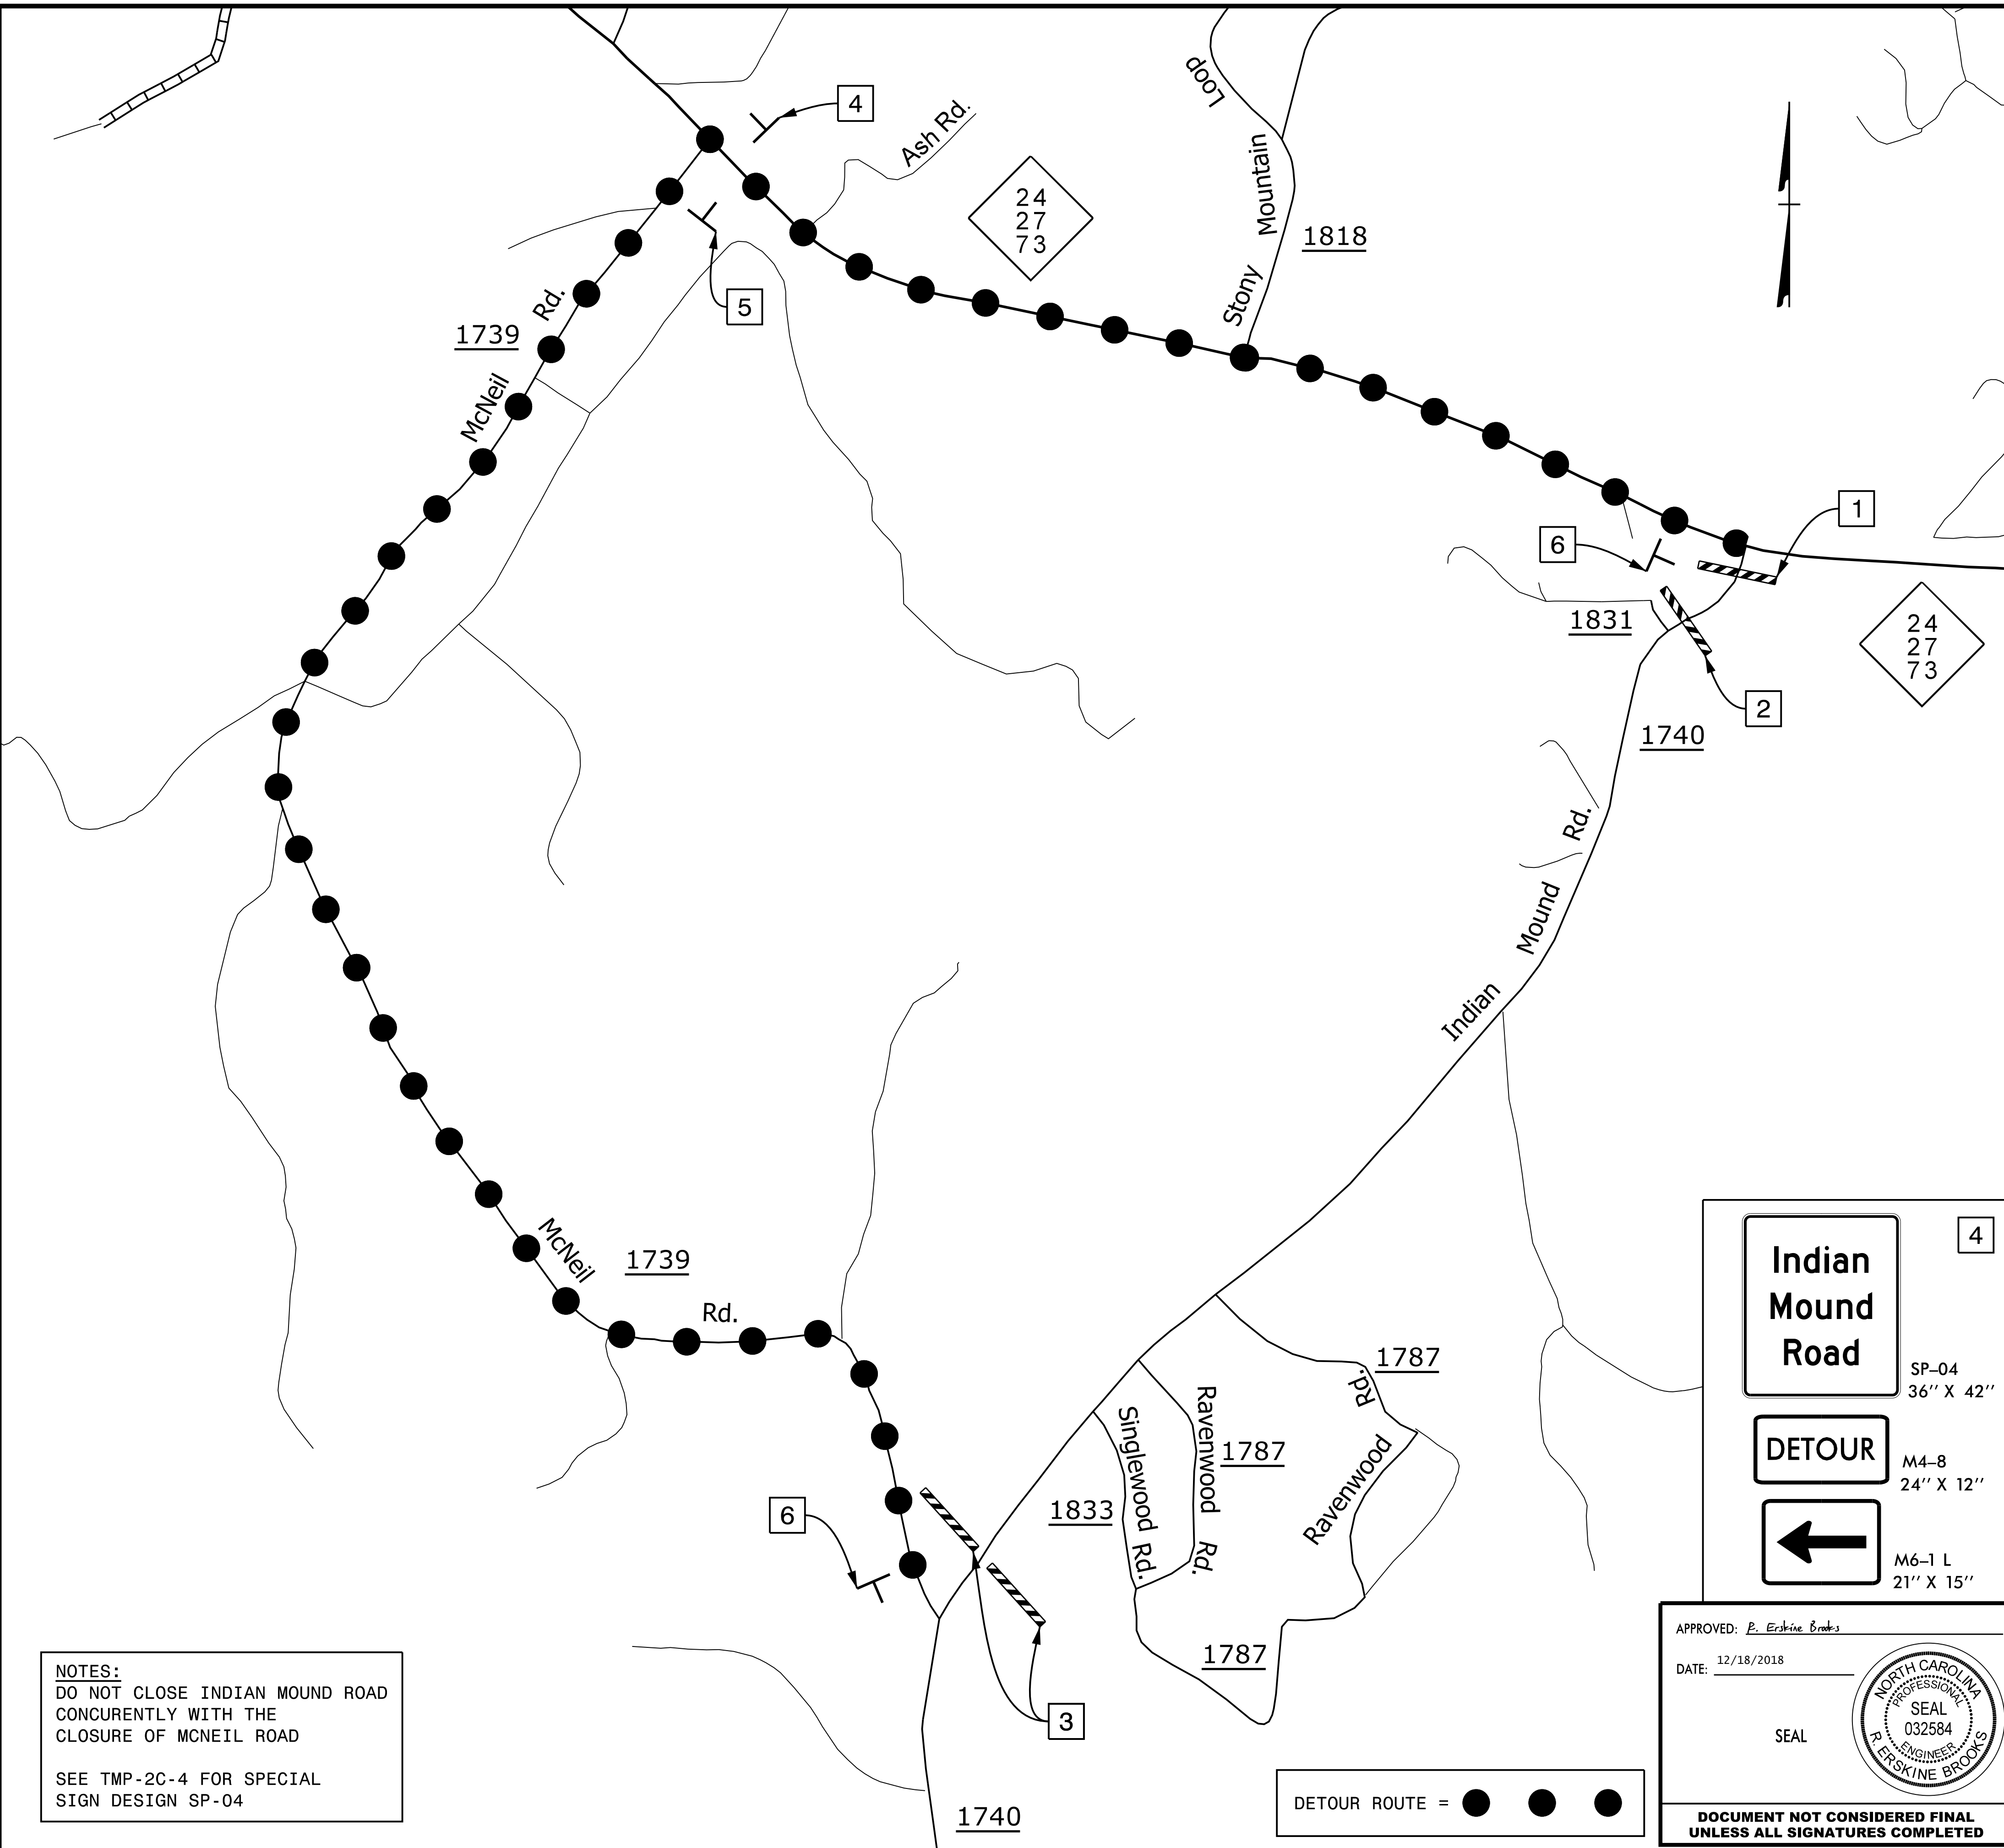 4
Loop
Ash Rd.
24
27
73
Stony Mountain
1818
5
1739
McNeil Rd.
1
6
1831
24
27
73
2
1740
Indian Mound Rd.
McNeil Rd.
1739
4
Indian
Mound
Road
SP-04
36'' X 42''
DETOUR
M4-8
24'' X 12''
M6-1 L
21'' X 15''
1787
Rd.
Ravenwood
Ravenwood Rd.
1787
Singlewood Rd.
1833
6
1787
3
1740
NOTES:
DO NOT CLOSE INDIAN MOUND ROAD
CONCURENTLY WITH THE
CLOSURE OF MCNEIL ROAD
SEE TMP-2C-4 FOR SPECIAL
SIGN DESIGN SP-04
DETOUR ROUTE =
APPROVED: R. Erskine Brooks
DATE: 12/18/2018
SEAL
NORTH CAROLINA
PROFESSIONAL
SEAL
032584
ENGINEER
R. ERSKINE BROOKS
DOCUMENT NOT CONSIDERED FINAL
UNLESS ALL SIGNATURES COMPLETED